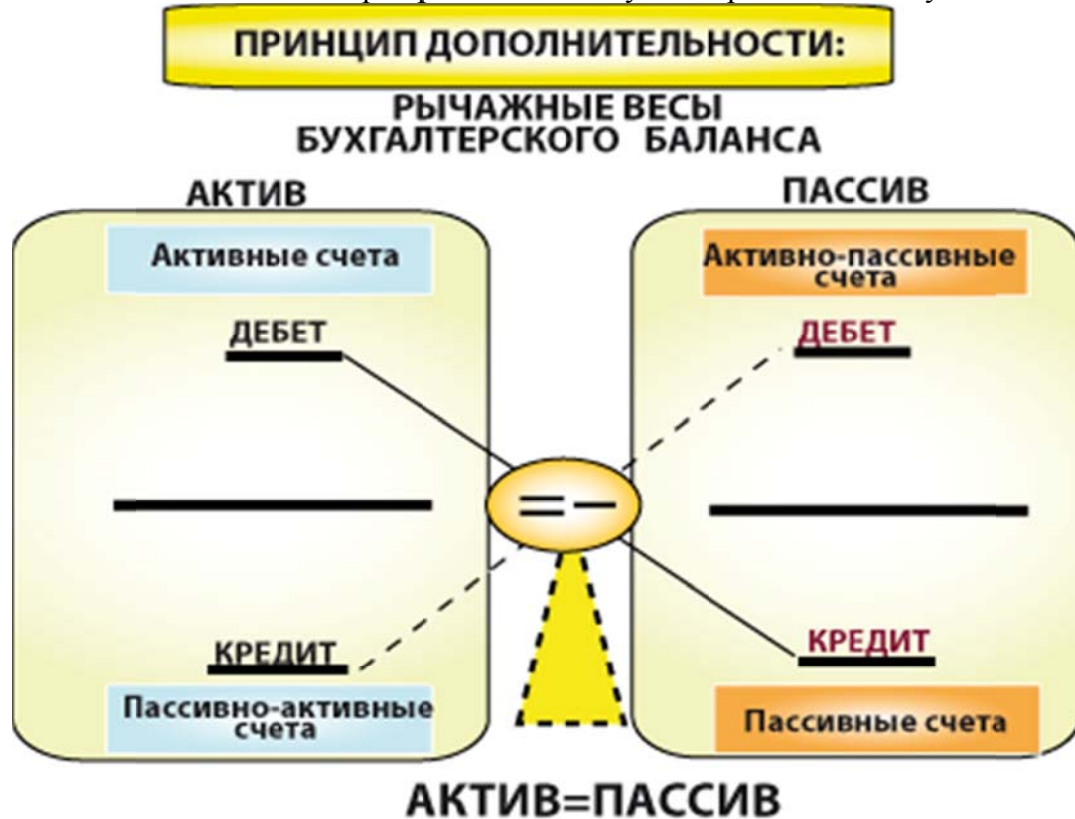 ПРИНЦИП ДОПОЛНИТЕЛЬНОСТИ:
РЫЧАЖНЫЕ ВЕСЫ
БУХГАЛТЕРСКОГО БАЛАНСА
АКТИВ
ПАССИВ
Активные счета
Активно-пассивные
счета
ДЕБЕТ
ДЕБЕТ
= –
КРЕДИТ
КРЕДИТ
Пассивно-активные
счета
Пассивные счета
АКТИВ=ПАССИВ